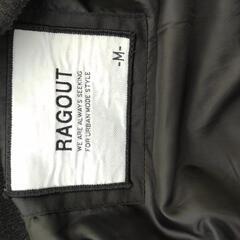 RAGOUT
WE ARE ALWAYS SEEKING
FOR URBAN MODE STYLE
-M-